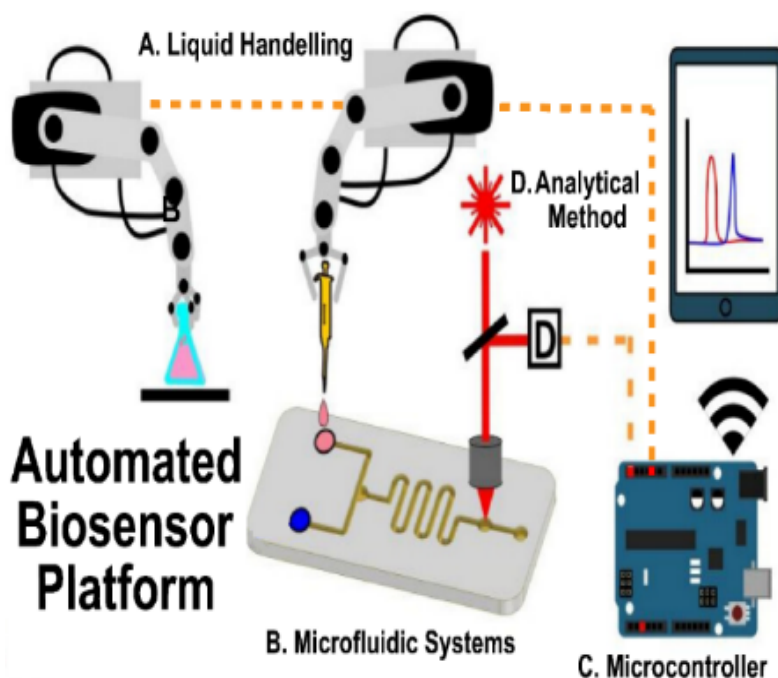 A. Liquid Handelling
B
D. Analytical
Method
D
Automated
Biosensor
Platform
B. Microfluidic Systems
C. Microcontroller